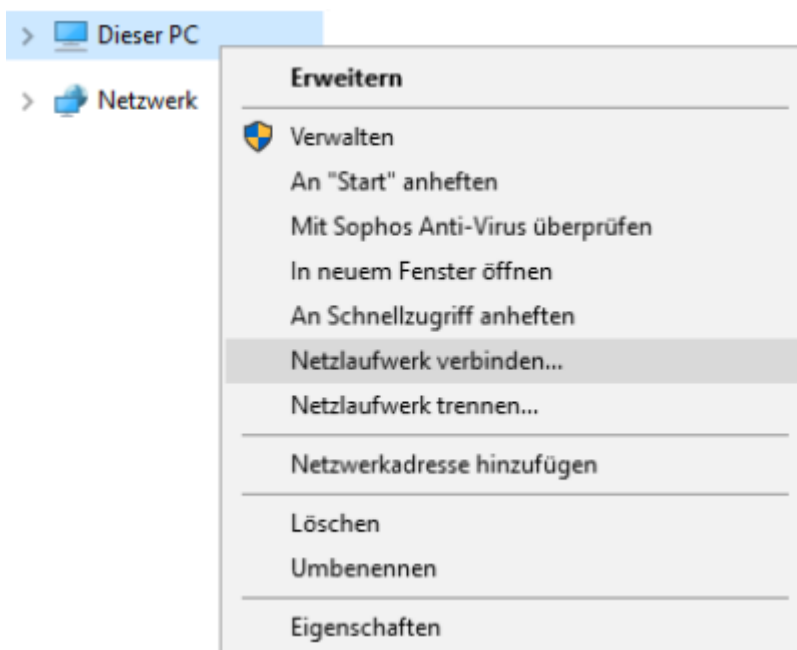 Dieser PC
Netzwerk
Erweitern
Verwalten
An "Start" anheften
Mit Sophos Anti-Virus überprüfen
In neuem Fenster öffnen
An Schnellzugriff anheften
Netzlaufwerk verbinden...
Netzlaufwerk trennen...
Netzwerkadresse hinzufügen
Löschen
Umbenennen
Eigenschaften